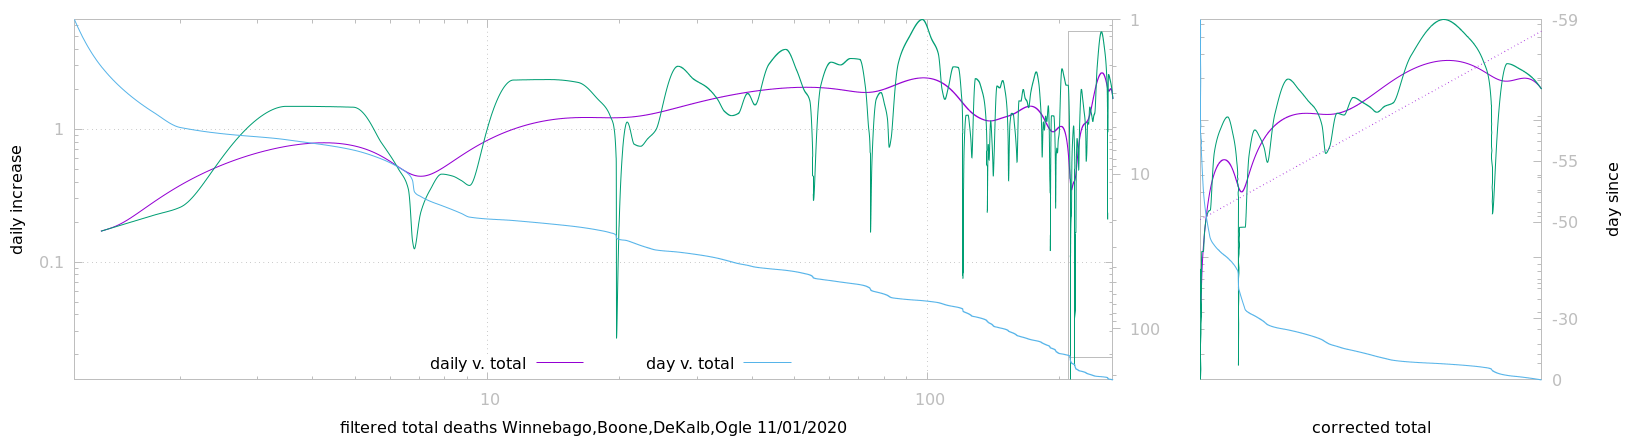 1
-59
1
-55
daily increase
10
day since
-50
0.1
-30
100
daily v. total
day v. total
0
10
100
filtered total deaths Winnebago,Boone,DeKalb,Ogle 11/01/2020
corrected total